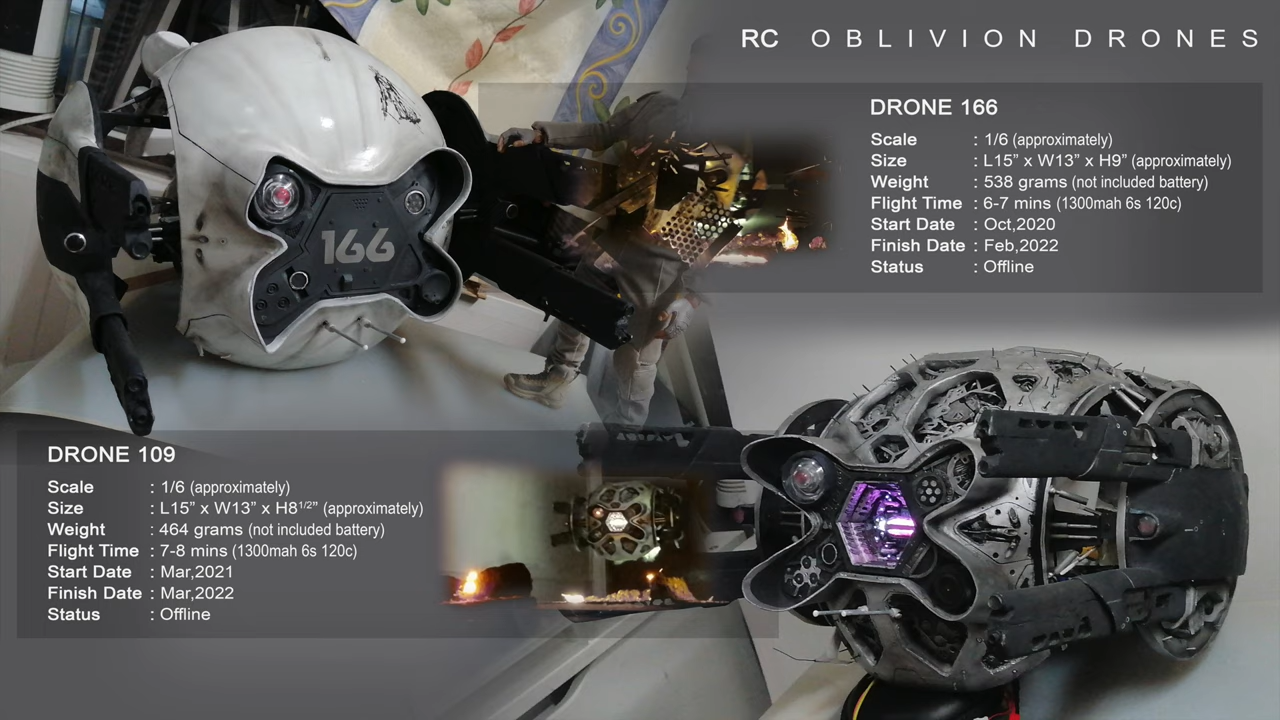 RC OBLIVION DRONES
DRONE 166
Scale : 1/6 (approximately)
Size : L15” x W13” x H9” (approximately)
Weight : 538 grams (not included battery)
Flight Time : 6-7 mins (1300mah 6s 120c)
Start Date : Oct,2020
Finish Date : Feb,2022
Status : Offline
166
DRONE 109
Scale : 1/6 (approximately)
Size : L15” x W13” x H8¹ᐟ²” (approximately)
Weight : 464 grams (not included battery)
Flight Time : 7-8 mins (1300mah 6s 120c)
Start Date : Mar,2021
Finish Date : Mar,2022
Status : Offline